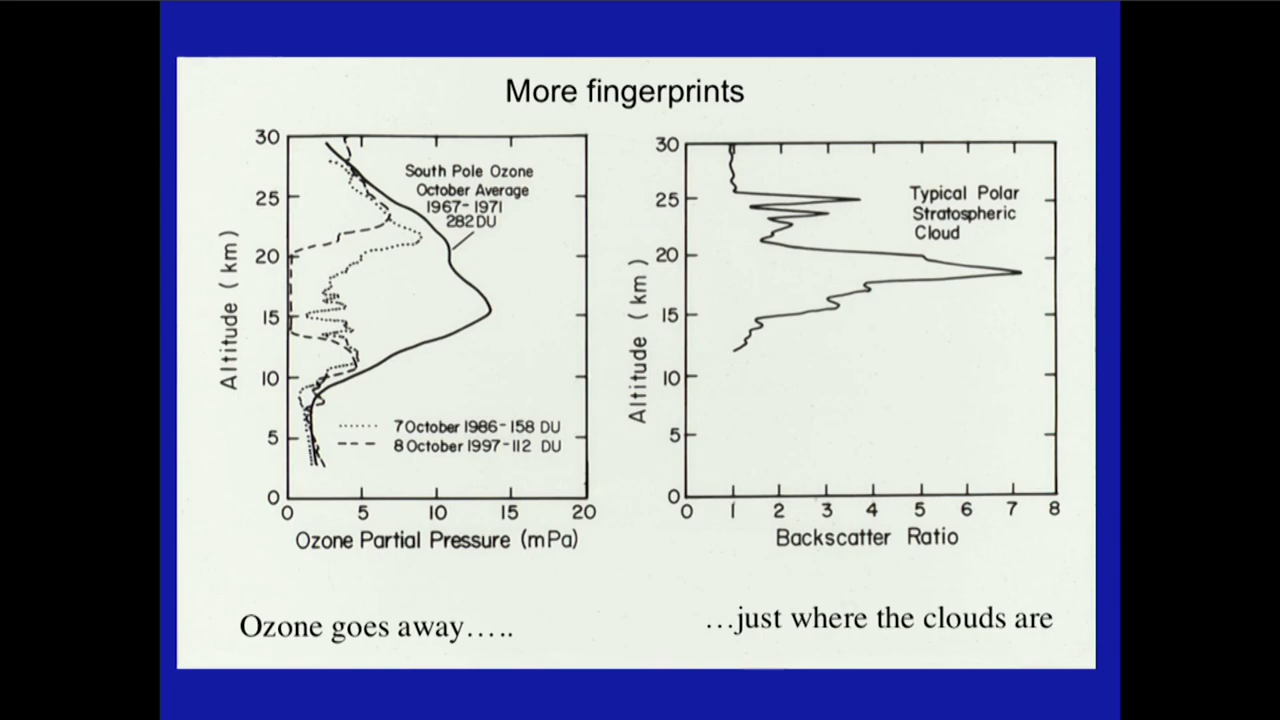 More fingerprints
30
25
20
15
10
5
0
Altitude (km)
South Pole Ozone
October Average
1967-1971
282 DU
7 October 1986-158 DU
8 October 1997-112 DU
0 5 10 15 20
Ozone Partial Pressure (mPa)
30
25
20
15
10
5
0
Altitude (km)
Typical Polar
Stratospheric
Cloud
0 1 2 3 4 5 6 7 8
Backscatter Ratio
Ozone goes away…..
…just where the clouds are